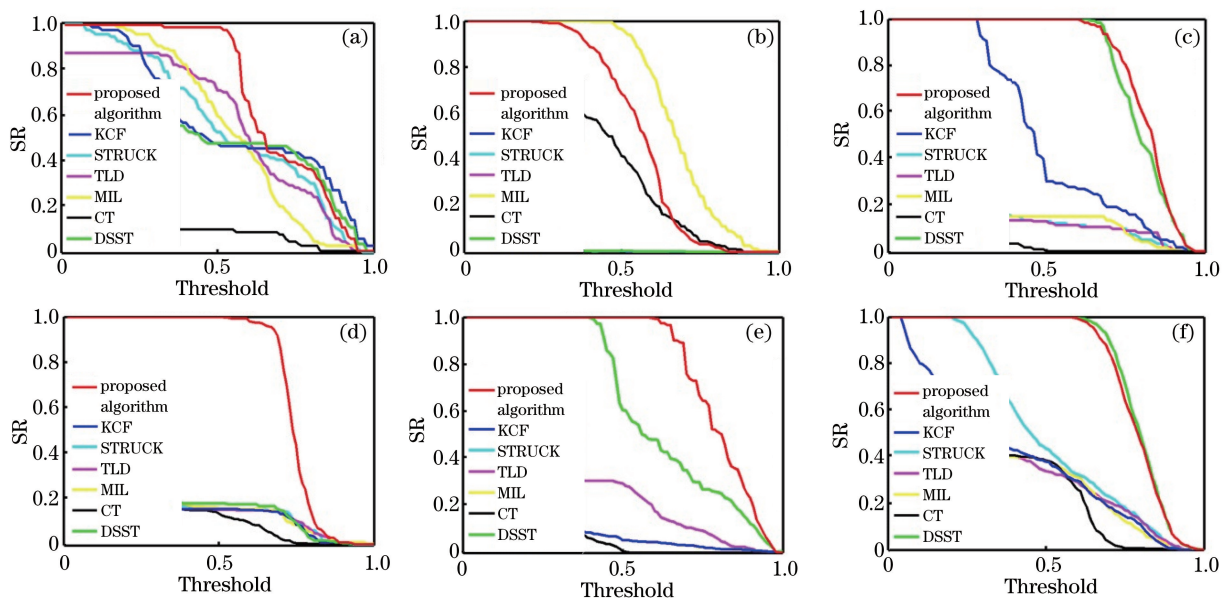 (a)
SR
1.0
0.8
0.6
0.4
0.2
0
proposed
algorithm
KCF
STRUCK
TLD
MIL
CT
DSST
0 0.5 1.0
Threshold
(b)
SR
1.0
0.8
0.6
0.4
0.2
0
proposed
algorithm
KCF
STRUCK
TLD
MIL
CT
DSST
0 0.5 1.0
Threshold
(c)
SR
1.0
0.8
0.6
0.4
0.2
0
proposed
algorithm
KCF
STRUCK
TLD
MIL
CT
DSST
0 0.5 1.0
Threshold
(d)
SR
1.0
0.8
0.6
0.4
0.2
0
proposed
algorithm
KCF
STRUCK
TLD
MIL
CT
DSST
0 0.5 1.0
Threshold
(e)
SR
1.0
0.8
0.6
0.4
0.2
0
proposed
algorithm
KCF
STRUCK
TLD
MIL
CT
DSST
0 0.5 1.0
Threshold
(f)
SR
1.0
0.8
0.6
0.4
0.2
0
proposed
algorithm
KCF
STRUCK
TLD
MIL
CT
DSST
0 0.5 1.0
Threshold